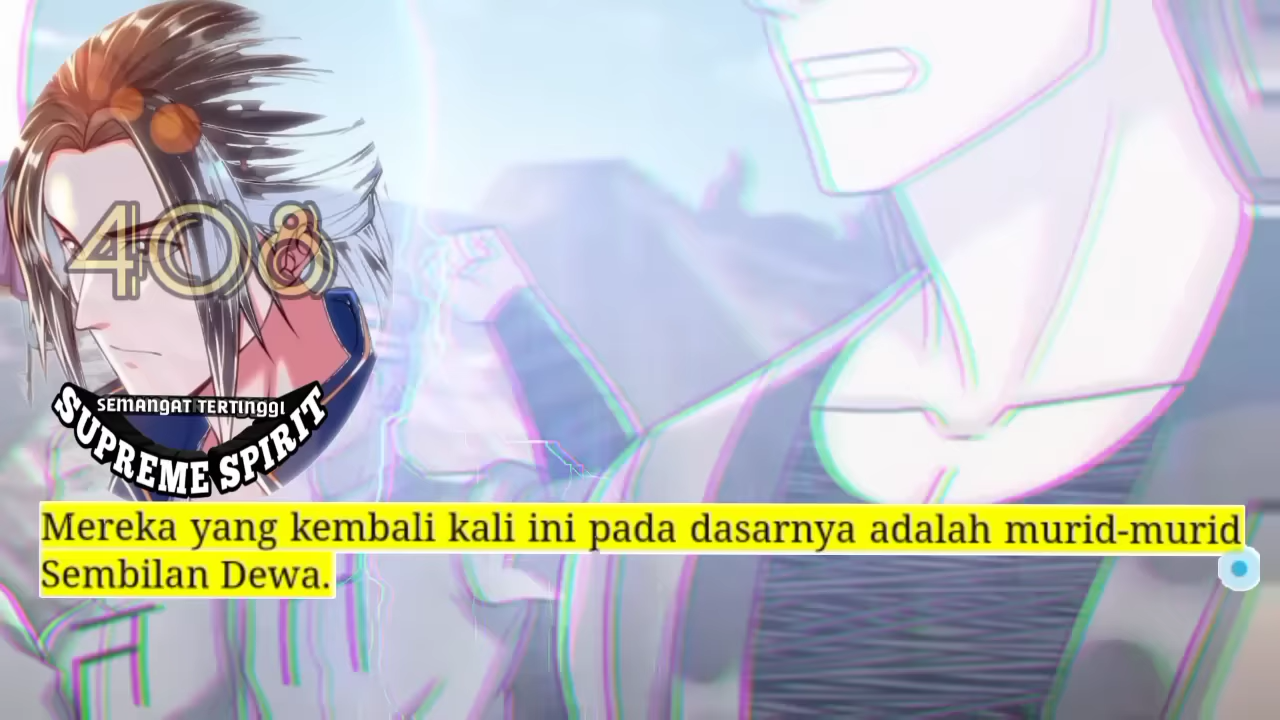 408
SEMANGAT TERTINGGI
SUPREME SPIRIT
Mereka yang kembali kali ini pada dasarnya adalah murid-murid
Sembilan Dewa.